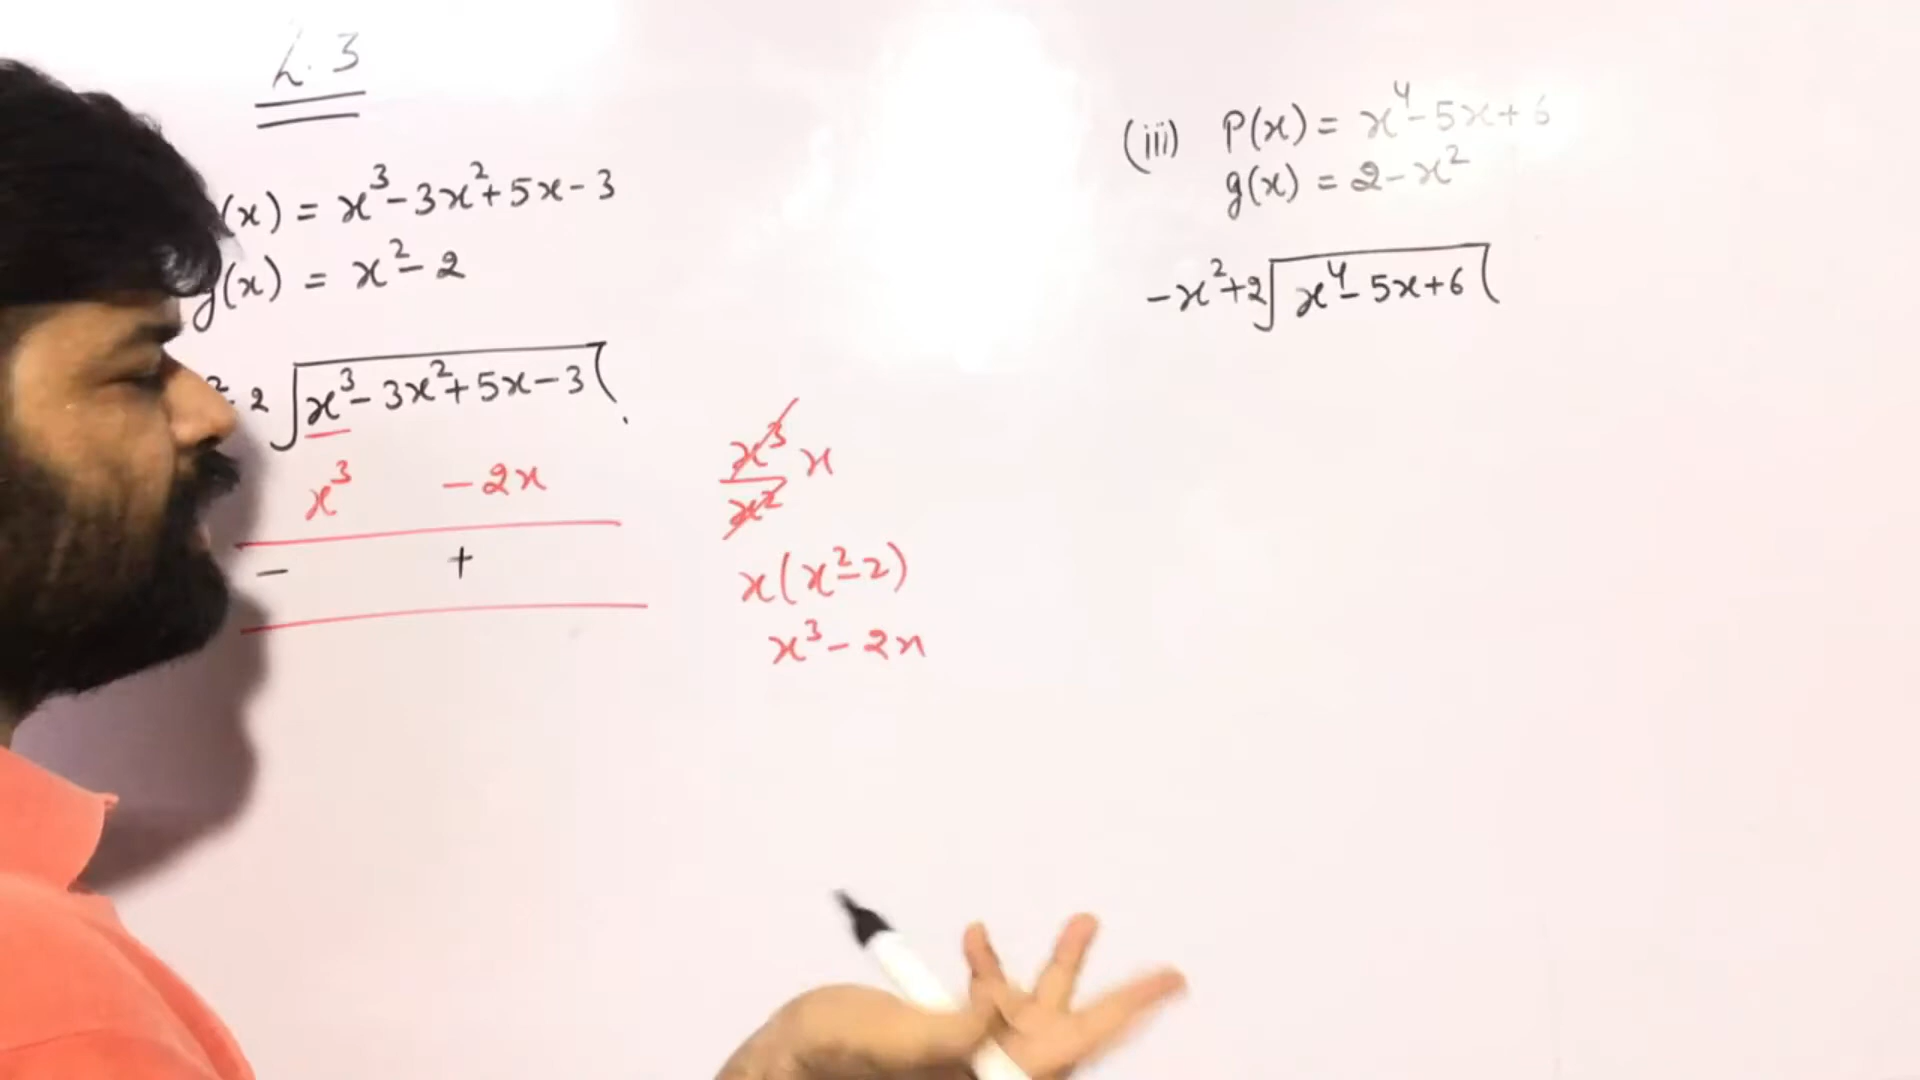 2.3
(x) = x³-3x²+5x-3
g(x) = x²-2
2 x³-3x²+5x-3
x³ -2x
- +
x³/x² x
x(x²-2)
x³-2x
(iii) P(x) = x⁴-5x+6
g(x) = 2-x²
-x²+2 x⁴-5x+6